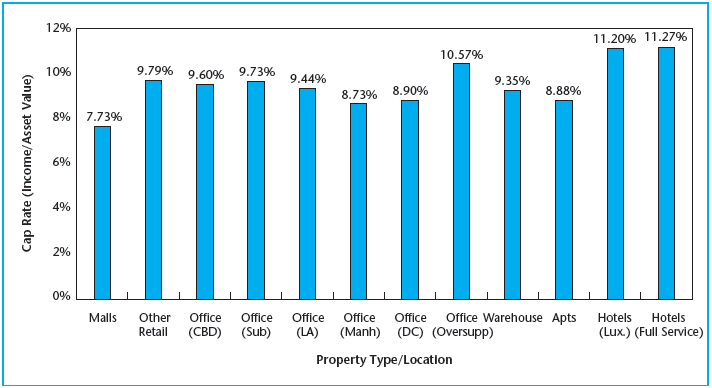 12%
10%
8%
6%
4%
2%
0%
Cap Rate (Income/Asset Value)
7.73%
9.79%
9.60%
9.73%
9.44%
8.73%
8.90%
10.57%
9.35%
8.88%
11.20%
11.27%
Malls
Other
Retail
Office
(CBD)
Office
(Sub)
Office
(LA)
Office
(Manh)
Office
(DC)
Office
(Oversupp)
Warehouse
Apts
Hotels
(Lux.)
Hotels
(Full Service)
Property Type/Location